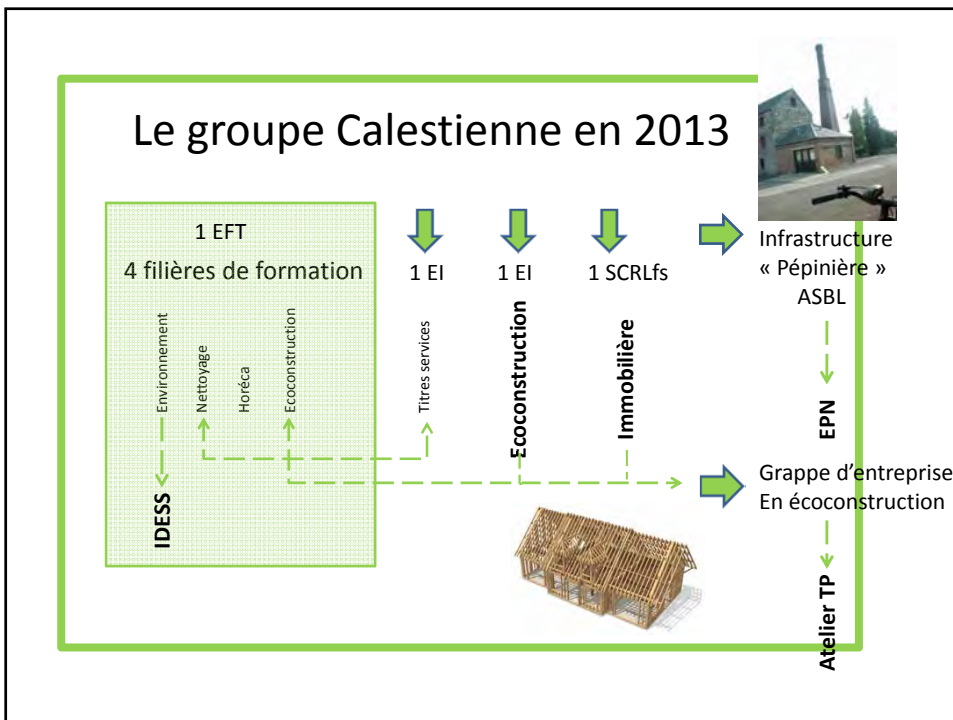 Le groupe Calestienne en 2013
1 EFT
4 filières de formation
Environnement
Nettoyage
Horéca
Ecoconstruction
IDESS
1 EI
Titres services
1 EI
Ecoconstruction
1 SCRLfs
Immobilière
Infrastructure
« Pépinière »
ASBL
EPN
Grappe d’entreprise
En écoconstruction
Atelier TP